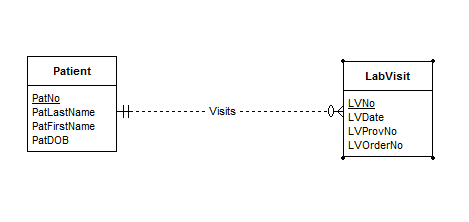 Patient
PatNo
PatLastName
PatFirstName
PatDOB
Visits
LabVisit
LVNo
LVDate
LVProvNo
LVOrderNo